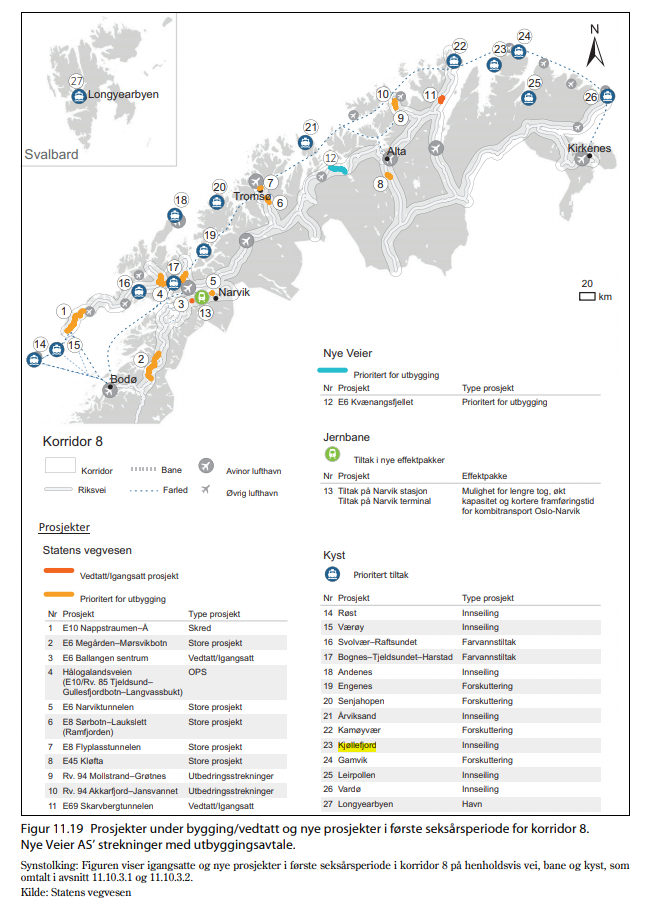 N
22
23
24
27
Longyearbyen
25
26
10
11
9
21
Alta
Kirkenes
Svalbard
12
8
20
7
Tromsø
6
18
19
17
5
16
4
Narvik
3
13
20
km
1
14
15
2
Bodø
Nye Veier
Prioritert for utbygging
Nr Prosjekt Type prosjekt
12 E6 Kvænangsfjellet Prioritert for utbygging
Korridor 8
Korridor Bane Avinor lufthavn
Riksvei Farled Øvrig lufthavn
Jernbane
Tiltak i nye effektpakker
Nr Prosjekt Effektpakke
13 Tiltak på Narvik stasjon Mulighet for lengre tog, økt
Tiltak på Narvik terminal kapasitet og kortere framføringstid
for kombitransport Oslo-Narvik
Prosjekter
Statens vegvesen
Vedtatt/Igangsatt prosjekt
Prioritert for utbygging
Nr Prosjekt Type prosjekt
1 E10 Nappstraumen–Å Skred
2 E6 Megården–Mørsvikbotn Store prosjekt
3 E6 Ballangen sentrum Vedtatt/Igangsatt
4 Hålogalandsveien OPS
(E10/Rv. 85 Tjeldsund–
Gullesfjordbotn–Langvassbukt)
5 E6 Narviktunnelen Store prosjekt
6 E8 Sørbotn–Laukslett Store prosjekt
(Ramfjorden)
7 E8 Flyplasstunnelen Store prosjekt
8 E45 Kløfta Store prosjekt
9 Rv. 94 Mollstrand–Grøtnes Utbedringsstrekninger
10 Rv. 94 Akkarfjord–Jansvannet Utbedringsstrekninger
11 E69 Skarvbergtunnelen Vedtatt/Igangsatt
Kyst
Prioritert tiltak
Nr Prosjekt Type prosjekt
14 Røst Innseiling
15 Værøy Innseiling
16 Svolvær–Raftsundet Farvannstiltak
17 Bognes–Tjeldsundet–Harstad Farvannstiltak
18 Andenes Innseiling
19 Engenes Forskuttering
20 Senjahopen Forskuttering
21 Årviksand Innseiling
22 Kamøyvær Forskuttering
23 Kjøllefjord Innseiling
24 Gamvik Forskuttering
25 Leirpollen Innseiling
26 Vardø Innseiling
27 Longyearbyen Havn
Figur 11.19 Prosjekter under bygging/vedtatt og nye prosjekter i første seksårsperiode for korridor 8.
Nye Veier AS’ strekninger med utbyggingsavtale.
Synstolking: Figuren viser igangsatte og nye prosjekter i første seksårsperiode i korridor 8 på henholdsvis vei, bane og kyst, som
omtalt i avsnitt 11.10.3.1 og 11.10.3.2.
Kilde: Statens vegvesen